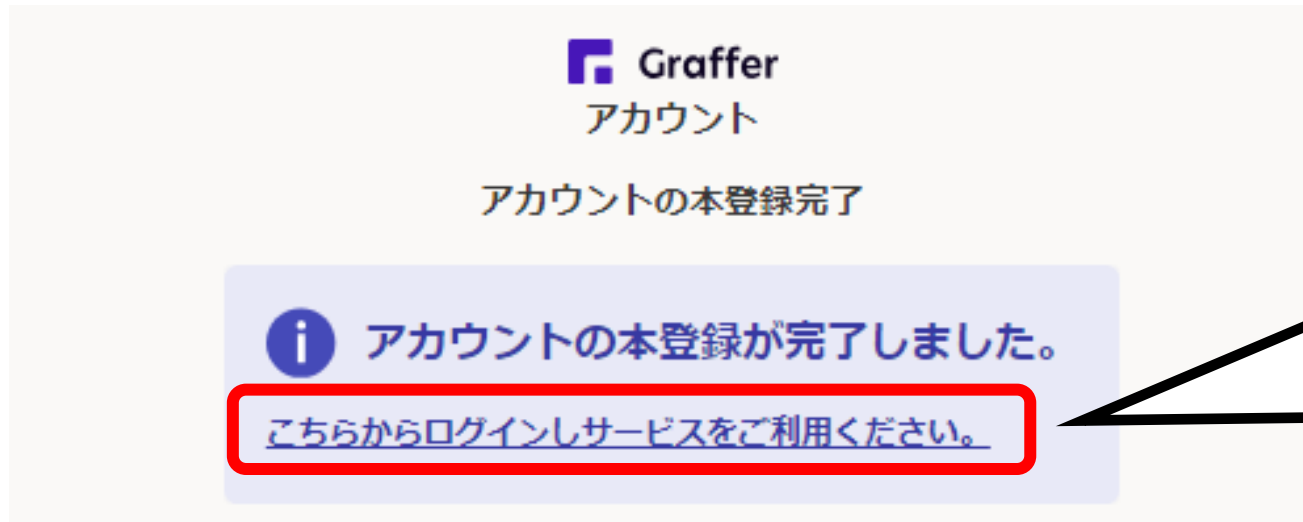 Graffer
アカウント
アカウントの本登録完了
アカウントの本登録が完了しました。
こちらからログインしサービスをご利用ください。